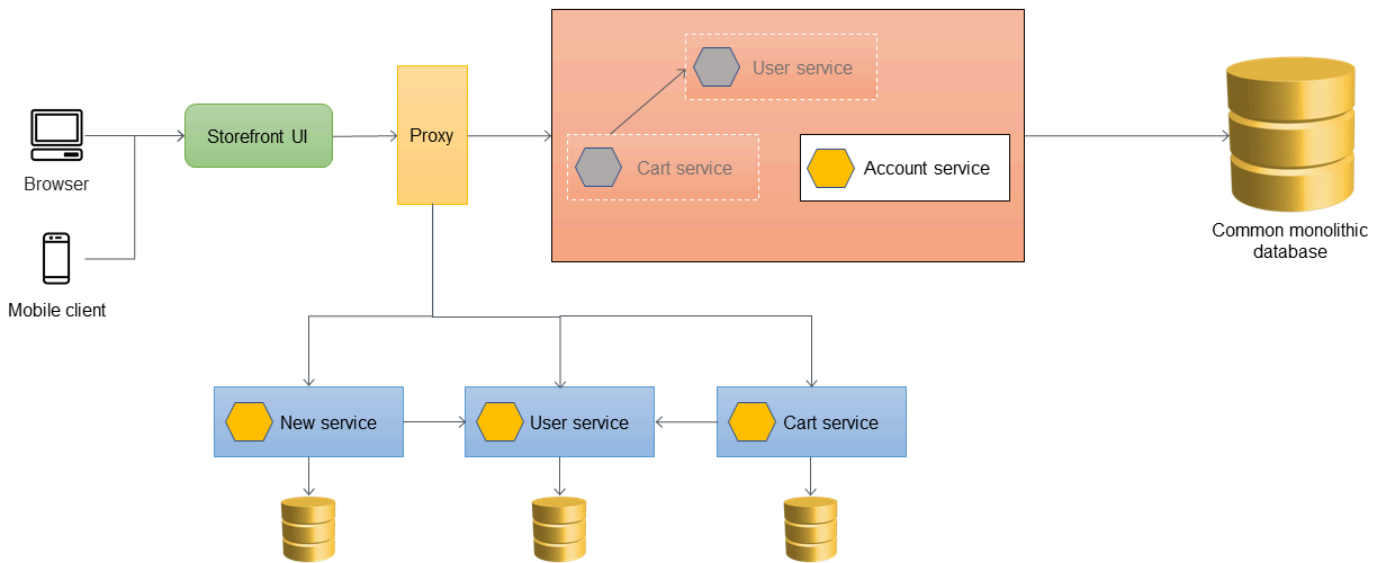 User service
Storefront UI
Proxy
Cart service
Account service
Browser
Common monolithic
database
Mobile client
New service
User service
Cart service